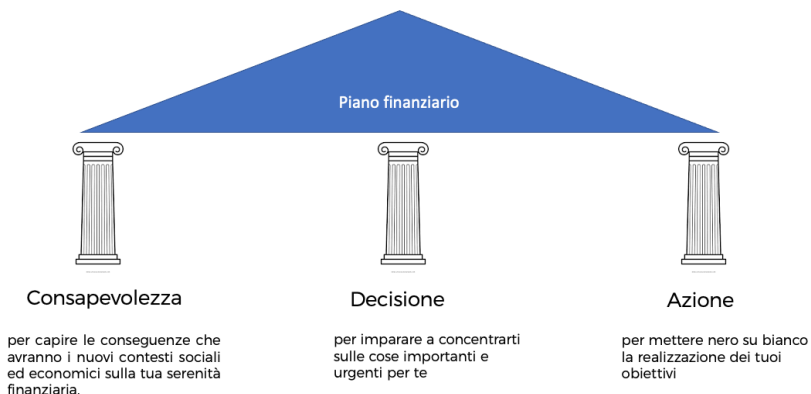 Piano finanziario
Consapevolezza
per capire le conseguenze che
avranno i nuovi contesti sociali
ed economici sulla tua serenità
finanziaria.
Decisione
per imparare a concentrarti
sulle cose importanti e
urgenti per te
Azione
per mettere nero su bianco
la realizzazione dei tuoi
obiettivi